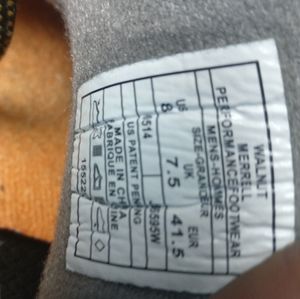 WALNUT
MERRELL
PERFORMANCEFOOTWEAR
MENS-HOMMES
SIZE-GRANDEUR
US UK EUR
8 7.5 41.5
US PATENT PENING
MADE IN CHINA
FABRIQUE EN CHINE